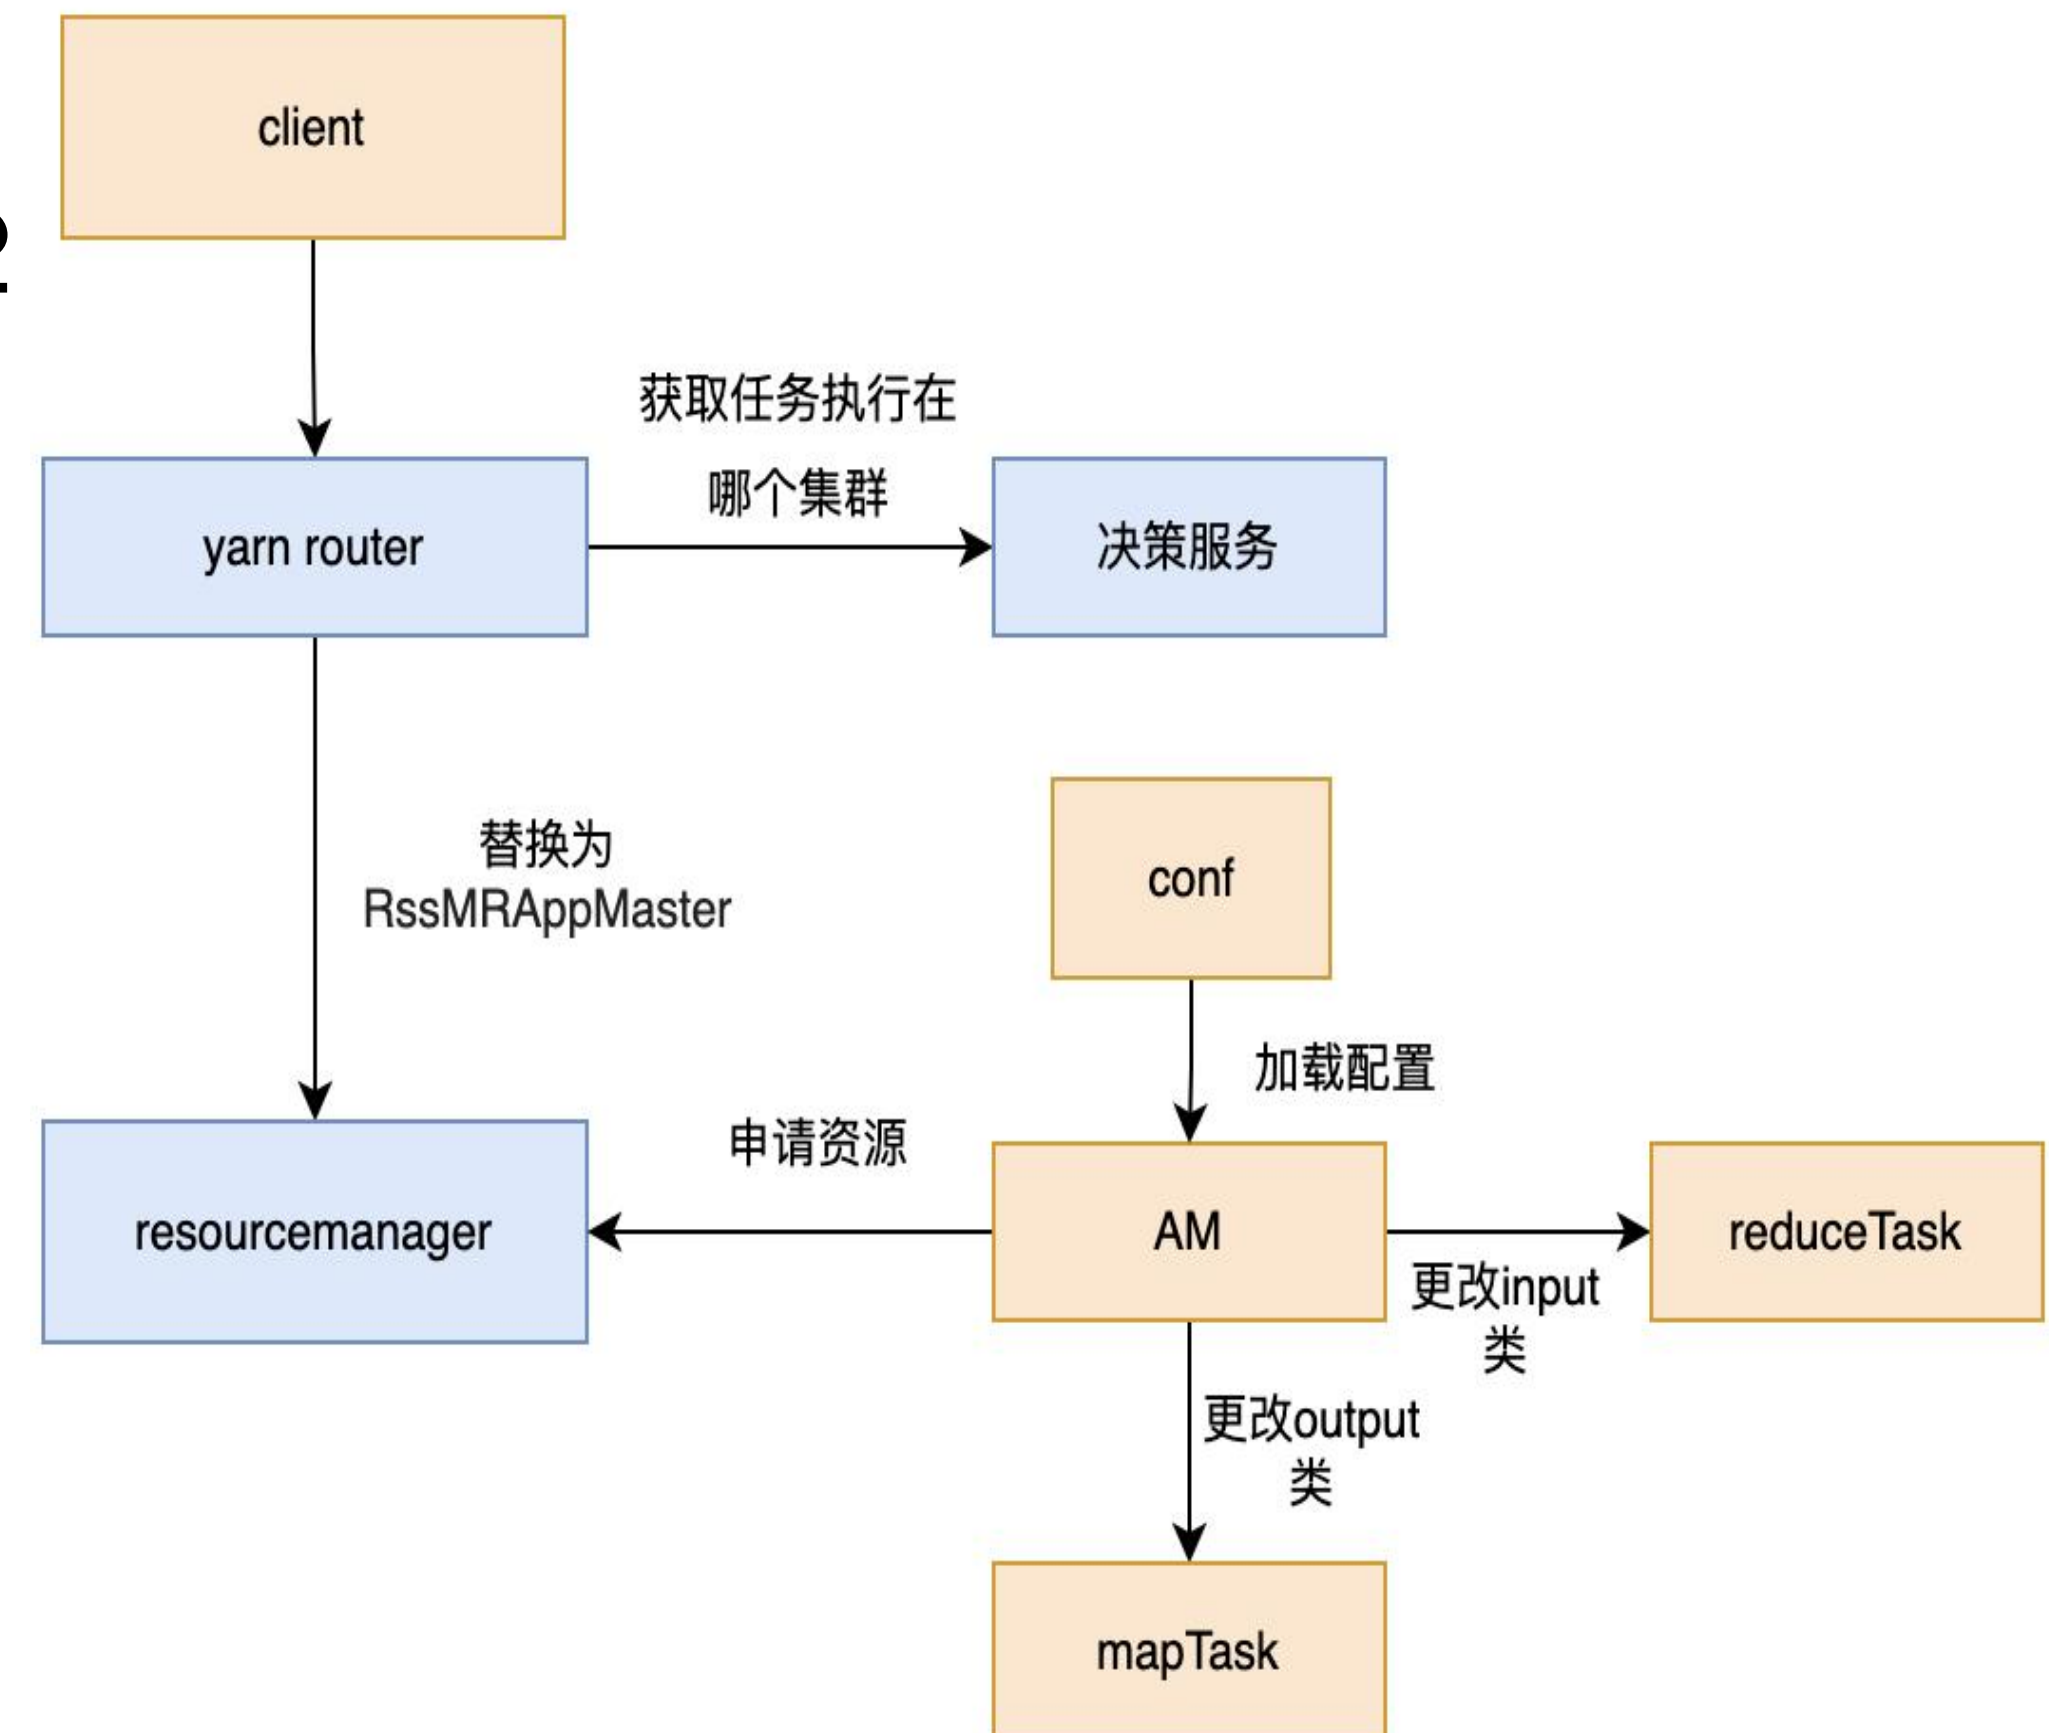 client
获取任务执行在
哪个集群
yarn router
决策服务
替换为
RssMRAppMaster
conf
加载配置
申请资源
resourcemanager
AM
reduceTask
更改input
类
更改output
类
mapTask